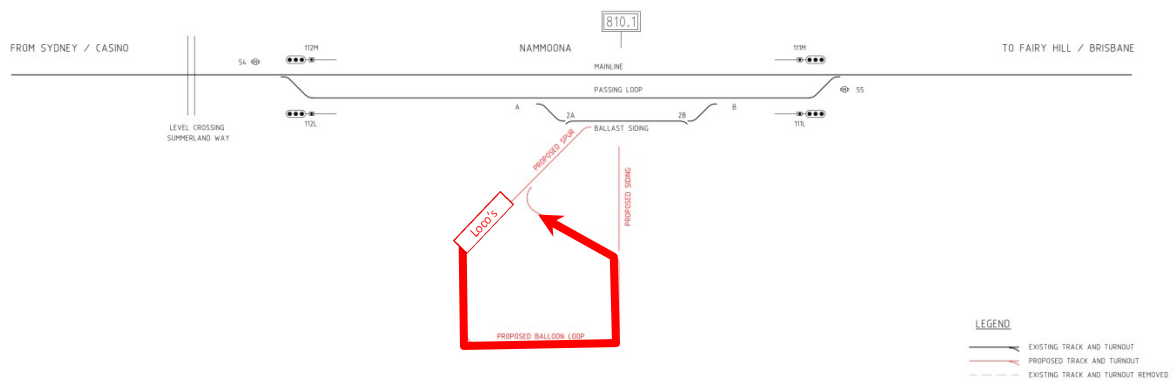 810.1
FROM SYDNEY / CASINO
112M
NAMMOONA
111M
TO FAIRY HILL / BRISBANE
54
MAINLINE
PASSING LOOP
55
A
B
112L
2A
2B
111L
LEVEL CROSSING
SUMMERLAND WAY
BALLAST SIDING
PROPOSED SPUR
PROPOSED SIDING
Loco's
PROPOSED BALLOON LOOP
LEGEND
EXISTING TRACK AND TURNOUT
PROPOSED TRACK AND TURNOUT
EXISTING TRACK AND TURNOUT REMOVED